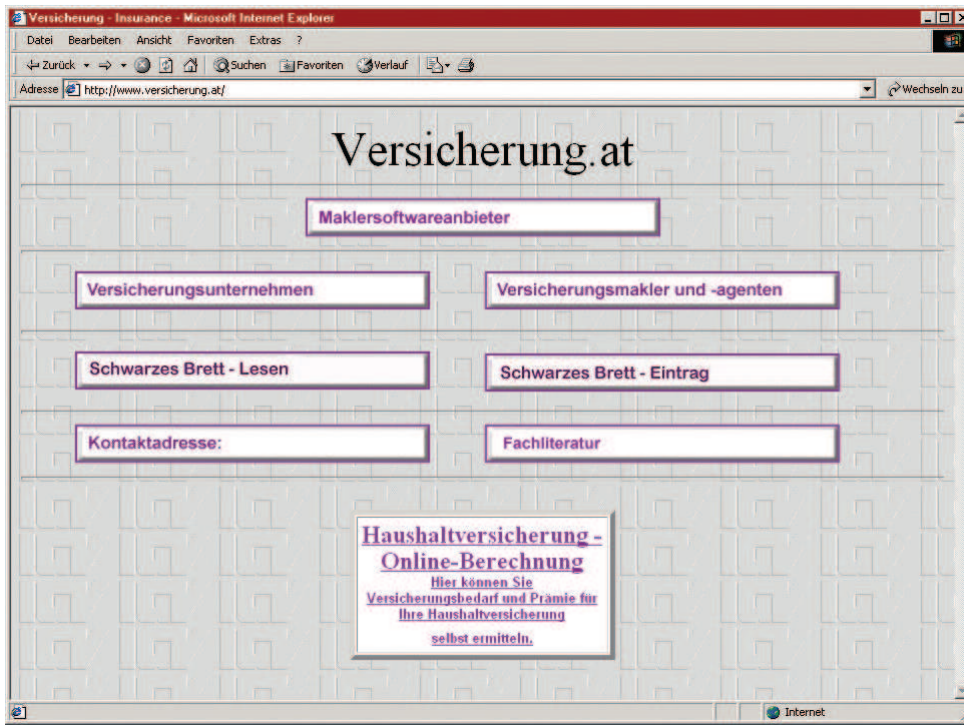 Versicherung - Insurance - Microsoft Internet Explorer
Datei Bearbeiten Ansicht Favoriten Extras ?
Zurück Suchen Favoriten Verlauf
Adresse http://www.versicherung.at/ Wechseln zu
Versicherung.at
Maklersoftwareanbieter
Versicherungsunternehmen Versicherungsmakler und -agenten
Schwarzes Brett - Lesen Schwarzes Brett - Eintrag
Kontaktadresse: Fachliteratur
Haushaltversicherung -
Online-Berechnung
Hier können Sie
Versicherungsbedarf und Prämie für
Ihre Haushaltversicherung
selbst ermitteln.
Internet